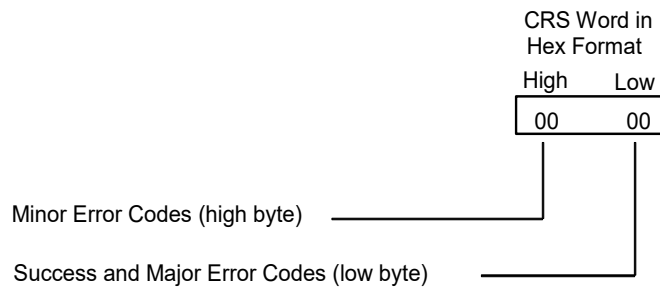 CRS Word in
Hex Format
High Low
00 00
Minor Error Codes (high byte)
Success and Major Error Codes (low byte)